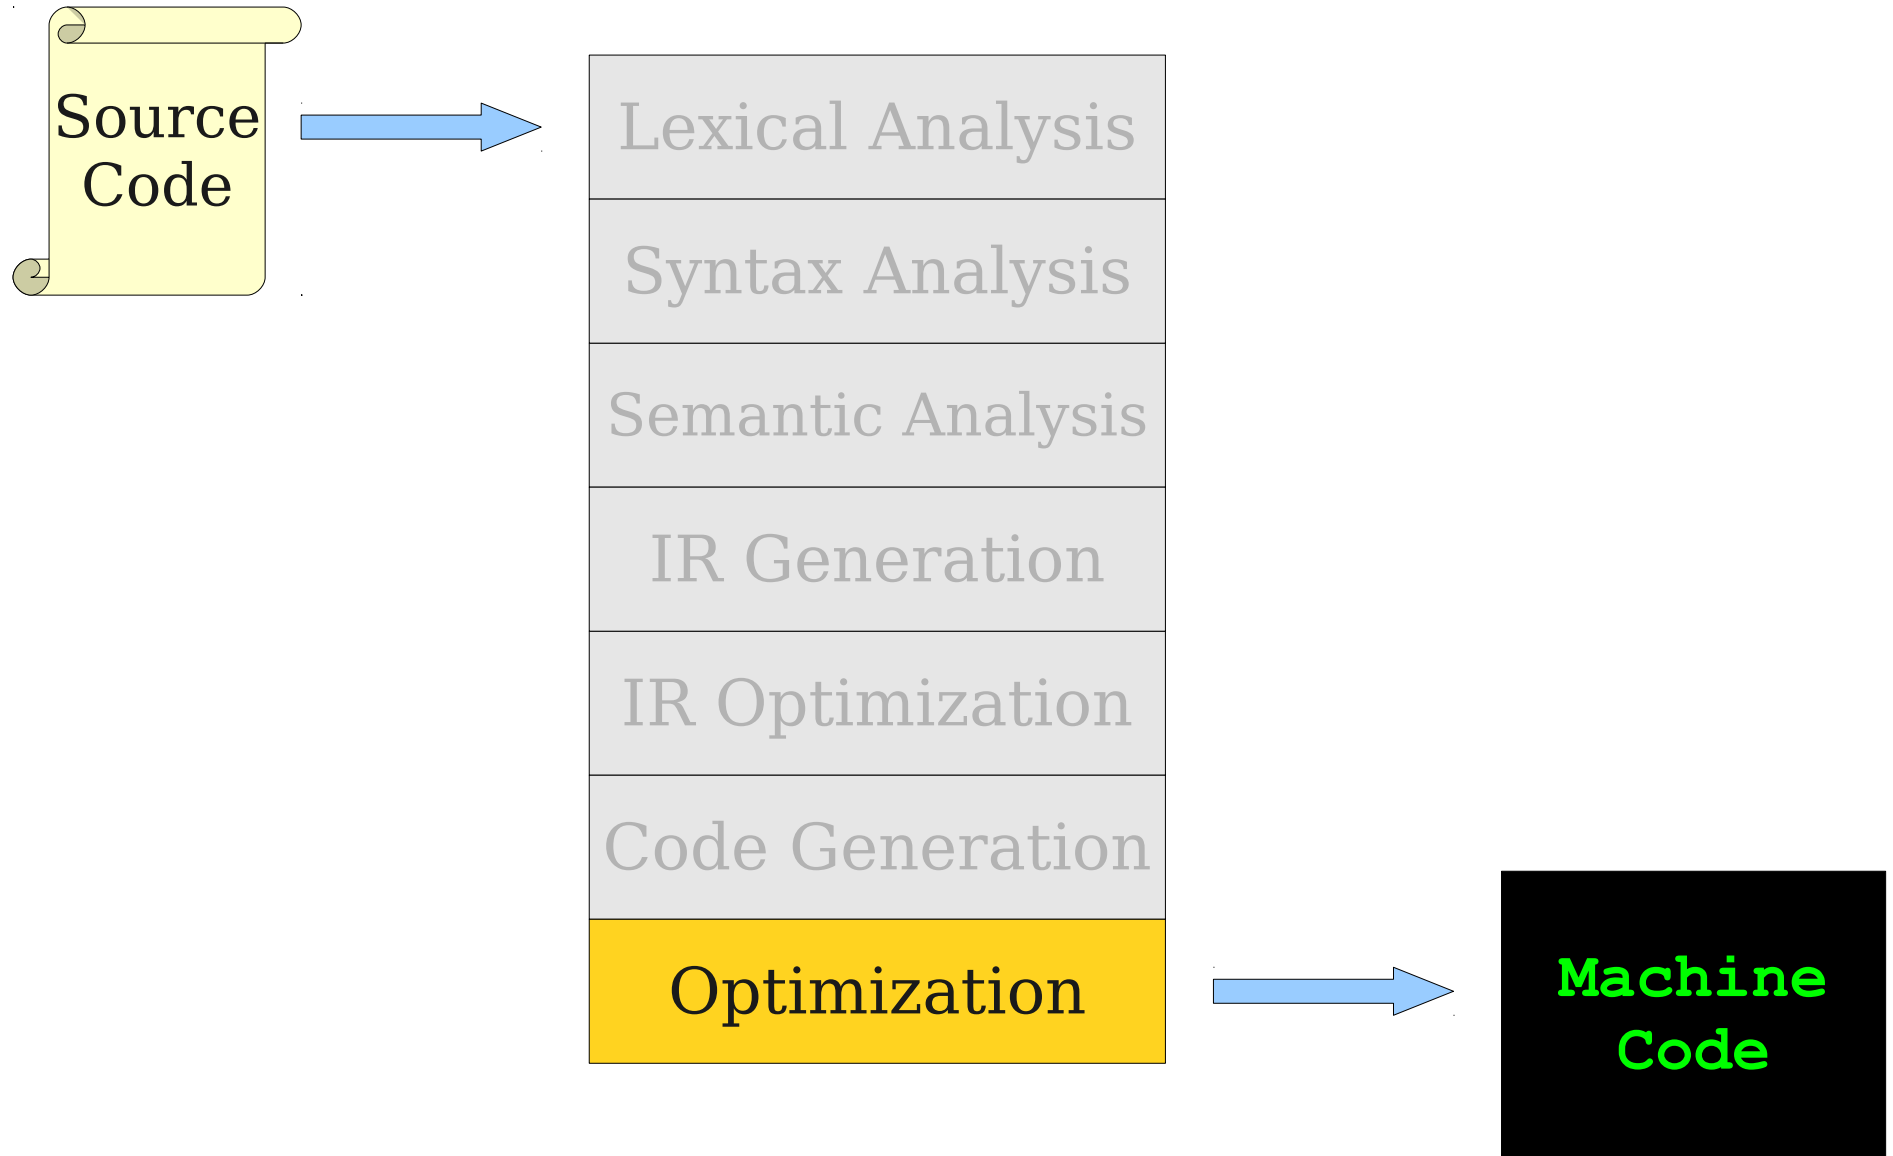 Source
Code
Lexical Analysis
Syntax Analysis
Semantic Analysis
IR Generation
IR Optimization
Code Generation
Optimization
Machine
Code